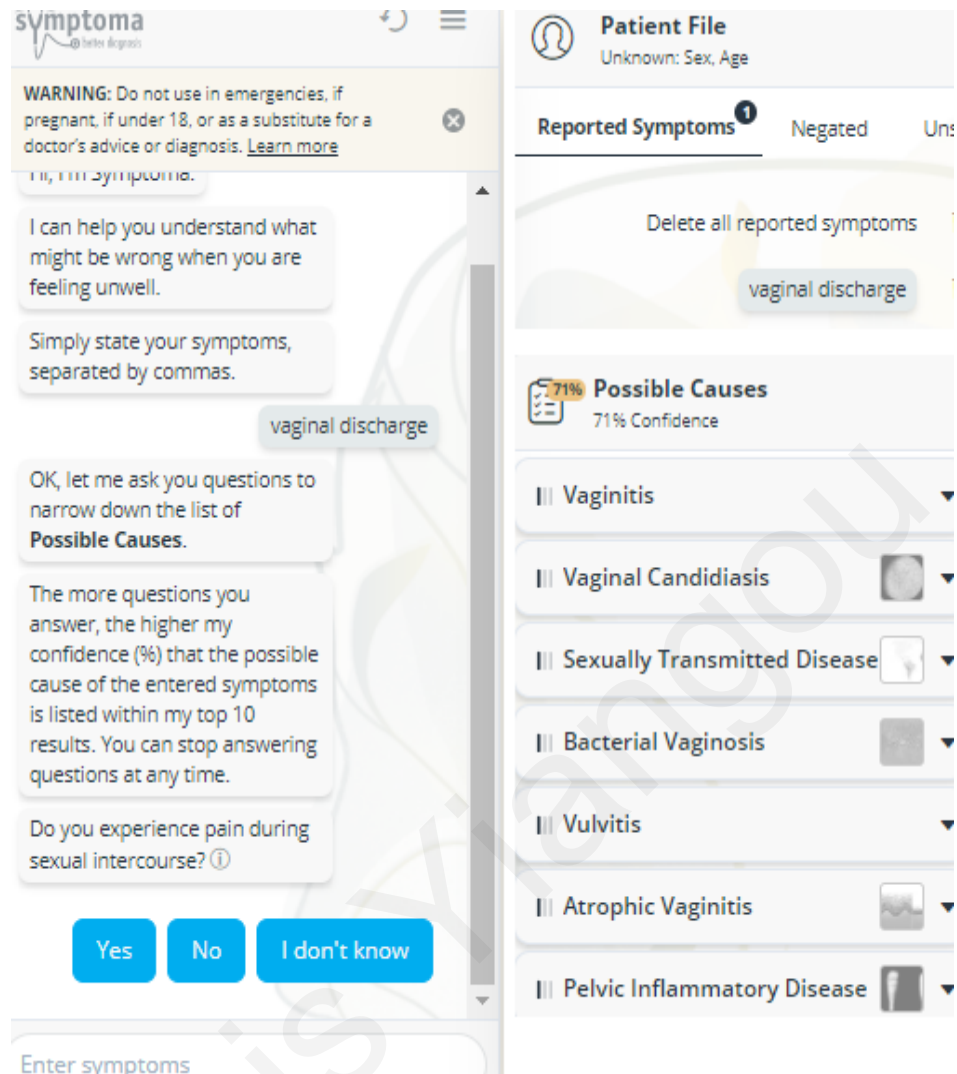 symptoma
better diagnosis
WARNING: Do not use in emergencies, if
pregnant, if under 18, or as a substitute for a
doctor's advice or diagnosis. Learn more
Hi, I'm Symptoma.
I can help you understand what
might be wrong when you are
feeling unwell.
Simply state your symptoms,
separated by commas.
vaginal discharge
OK, let me ask you questions to
narrow down the list of
Possible Causes.
The more questions you
answer, the higher my
confidence (%) that the possible
cause of the entered symptoms
is listed within my top 10
results. You can stop answering
questions at any time.
Do you experience pain during
sexual intercourse?
Yes No I don't know
Enter symptoms
Patient File
Unknown: Sex, Age
Reported Symptoms 1 Negated Uns
Delete all reported symptoms
vaginal discharge
71% Possible Causes
71% Confidence
Vaginitis
Vaginal Candidiasis
Sexually Transmitted Disease
Bacterial Vaginosis
Vulvitis
Atrophic Vaginitis
Pelvic Inflammatory Disease
is Yiangou